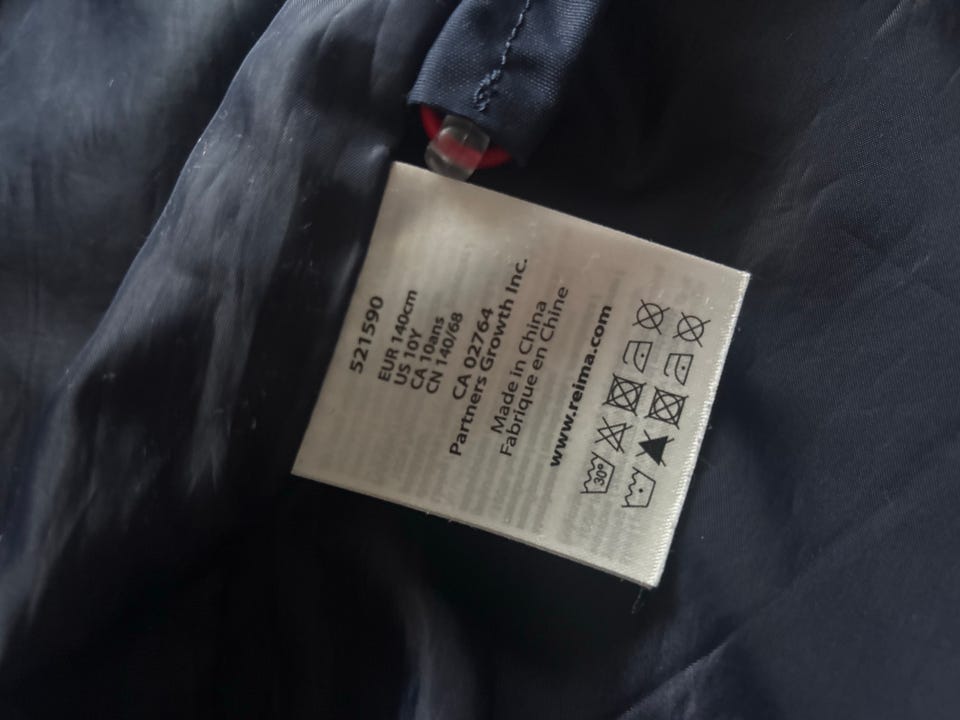 521590
EUR 140cm
US 10Y
CA 10ans
CN 140/68
CA 02764
Partners Growth Inc.
Made in China
Fabrique en Chine
www.reima.com
30°